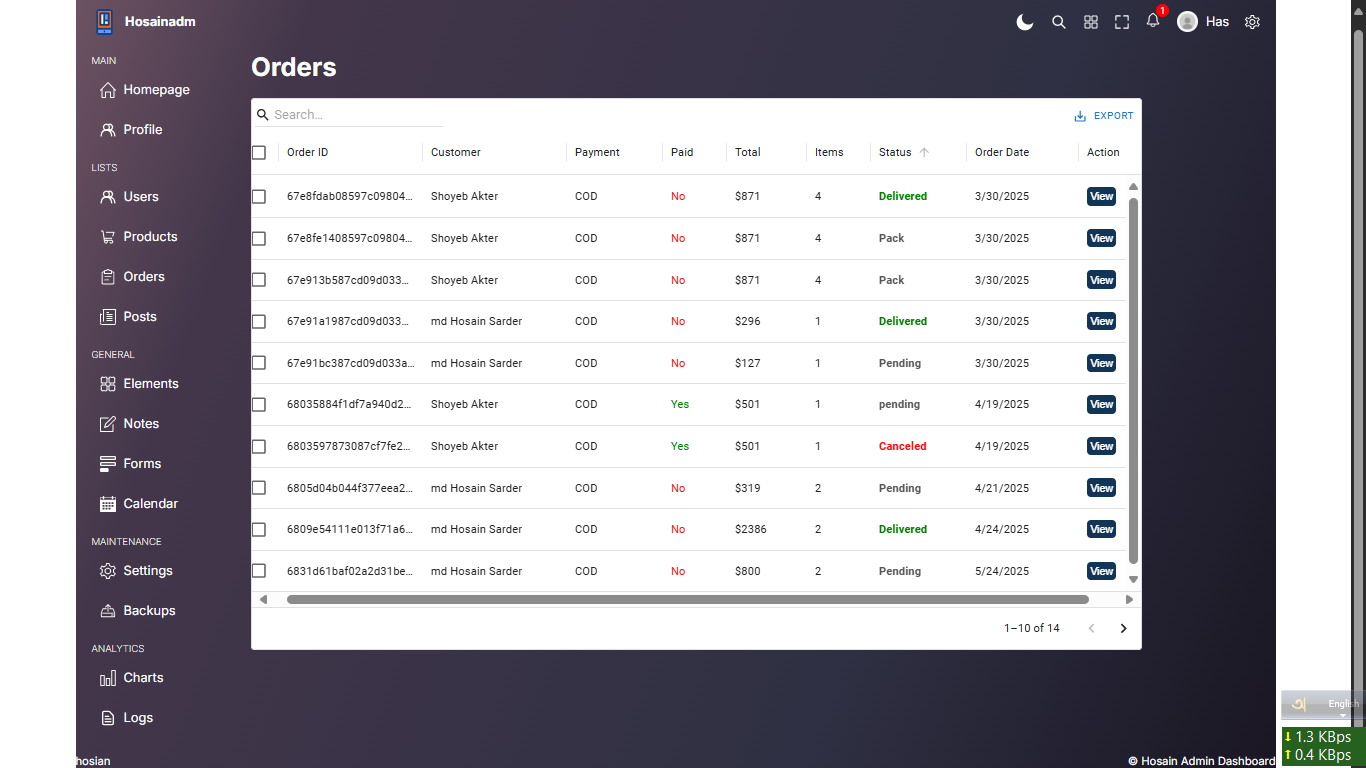 Hosainadm
1
Has
MAIN
Homepage
Profile
LISTS
Users
Products
Orders
Posts
GENERAL
Elements
Notes
Forms
Calendar
MAINTENANCE
Settings
Backups
ANALYTICS
Charts
Logs
hosian
Orders
Search…
EXPORT
Order ID Customer Payment Paid Total Items Status Order Date Action
67e8fdab08597c09804… Shoyeb Akter COD No $871 4 Delivered 3/30/2025 View
67e8fe1408597c09804… Shoyeb Akter COD No $871 4 Pack 3/30/2025 View
67e913b587cd09d033… Shoyeb Akter COD No $871 4 Pack 3/30/2025 View
67e91a1987cd09d033… md Hosain Sarder COD No $296 1 Delivered 3/30/2025 View
67e91bc387cd09d033a… md Hosain Sarder COD No $127 1 Pending 3/30/2025 View
68035884f1df7a940d2… Shoyeb Akter COD Yes $501 1 pending 4/19/2025 View
6803597873087cf7fe2… Shoyeb Akter COD Yes $501 1 Canceled 4/19/2025 View
6805d04b044f377eea2… md Hosain Sarder COD No $319 2 Pending 4/21/2025 View
6809e54111e013f71a6… md Hosain Sarder COD No $2386 2 Delivered 4/24/2025 View
6831d61baf02a2d31be… md Hosain Sarder COD No $800 2 Pending 5/24/2025 View
1–10 of 14
© Hosain Admin Dashboard
অ English
↓ 1.3 KBps
↑ 0.4 KBps